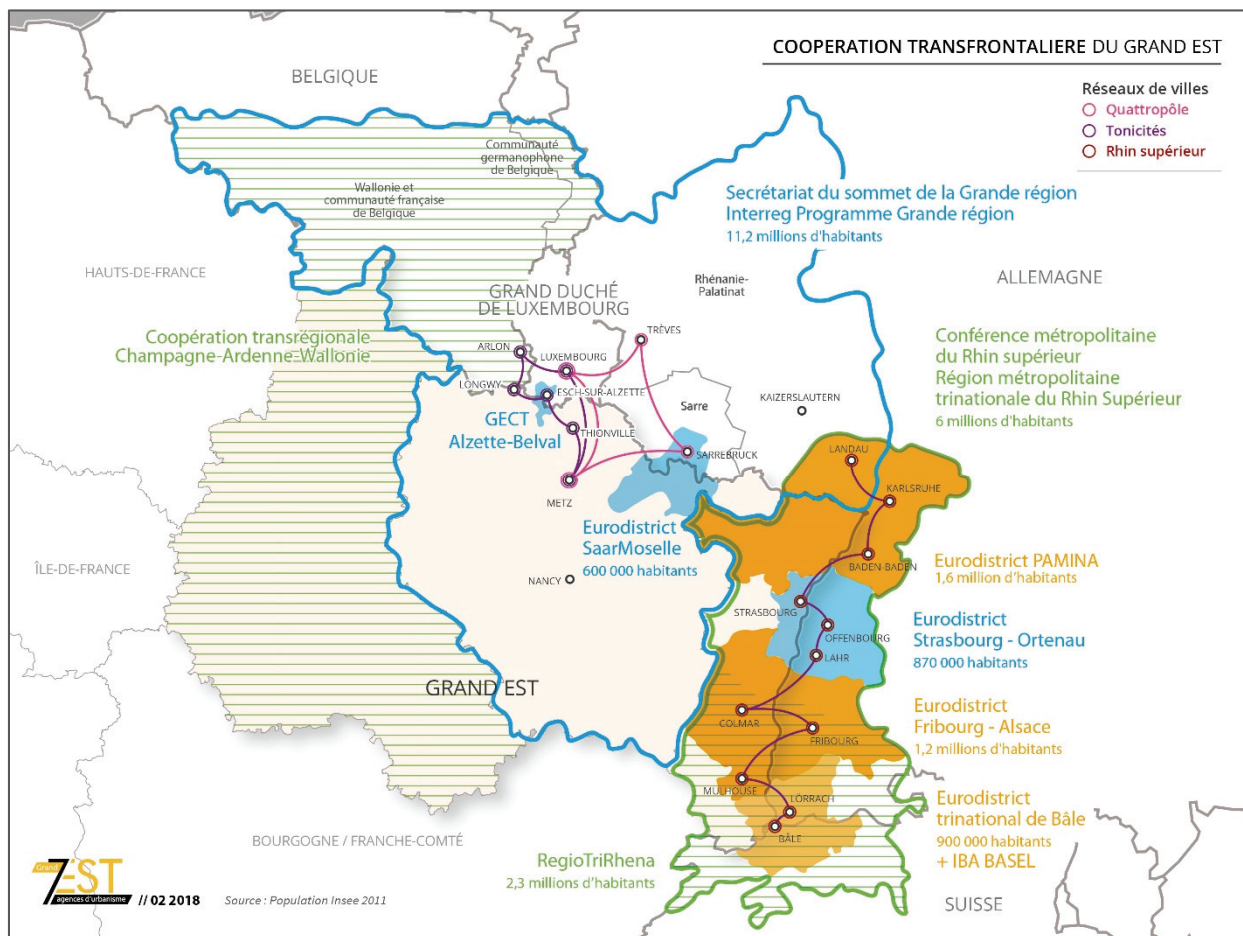 COOPERATION TRANSFRONTALIERE DU GRAND EST
Réseaux de villes
Quattropôle
Tonicités
Rhin supérieur
BELGIQUE
Communauté
germanophone
de Belgique
Wallonie et
communauté française
de Belgique
Secrétariat du sommet de la Grande région
Interreg Programme Grande région
11,2 millions d'habitants
HAUTS-DE-FRANCE
Rhénanie-
Palatinat
ALLEMAGNE
GRAND DUCHÉ
DE LUXEMBOURG
Coopération transrégionale
Champagne-Ardenne-Wallonie
Conférence métropolitaine
du Rhin supérieur
Région métropolitaine
trinationale du Rhin Supérieur
6 millions d'habitants
TRÈVES
ARLON
LUXEMBOURG
LONGWY
ESCH-SUR-ALZETTE
Sarre
KAIZERSLAUTERN
GECT
Alzette-Belval
THIONVILLE
SARREBRUCK
LANDAU
METZ
KARLSRUHE
Eurodistrict
SaarMoselle
600 000 habitants
ÎLE-DE-FRANCE
NANCY
BADEN-BADEN
Eurodistrict PAMINA
1,6 million d'habitants
STRASBOURG
OFFENBOURG
LAHR
Eurodistrict
Strasbourg - Ortenau
870 000 habitants
GRAND EST
COLMAR
FRIBOURG
Eurodistrict
Fribourg - Alsace
1,2 millions d'habitants
MULHOUSE
LÖRRACH
BÂLE
Eurodistrict
trinational de Bâle
900 000 habitants
+ IBA BASEL
BOURGOGNE / FRANCHE-COMTÉ
RegioTriRhena
2,3 millions d'habitants
SUISSE
Grand
7EST
agences d'urbanisme
// 02 2018
Source : Population Insee 2011